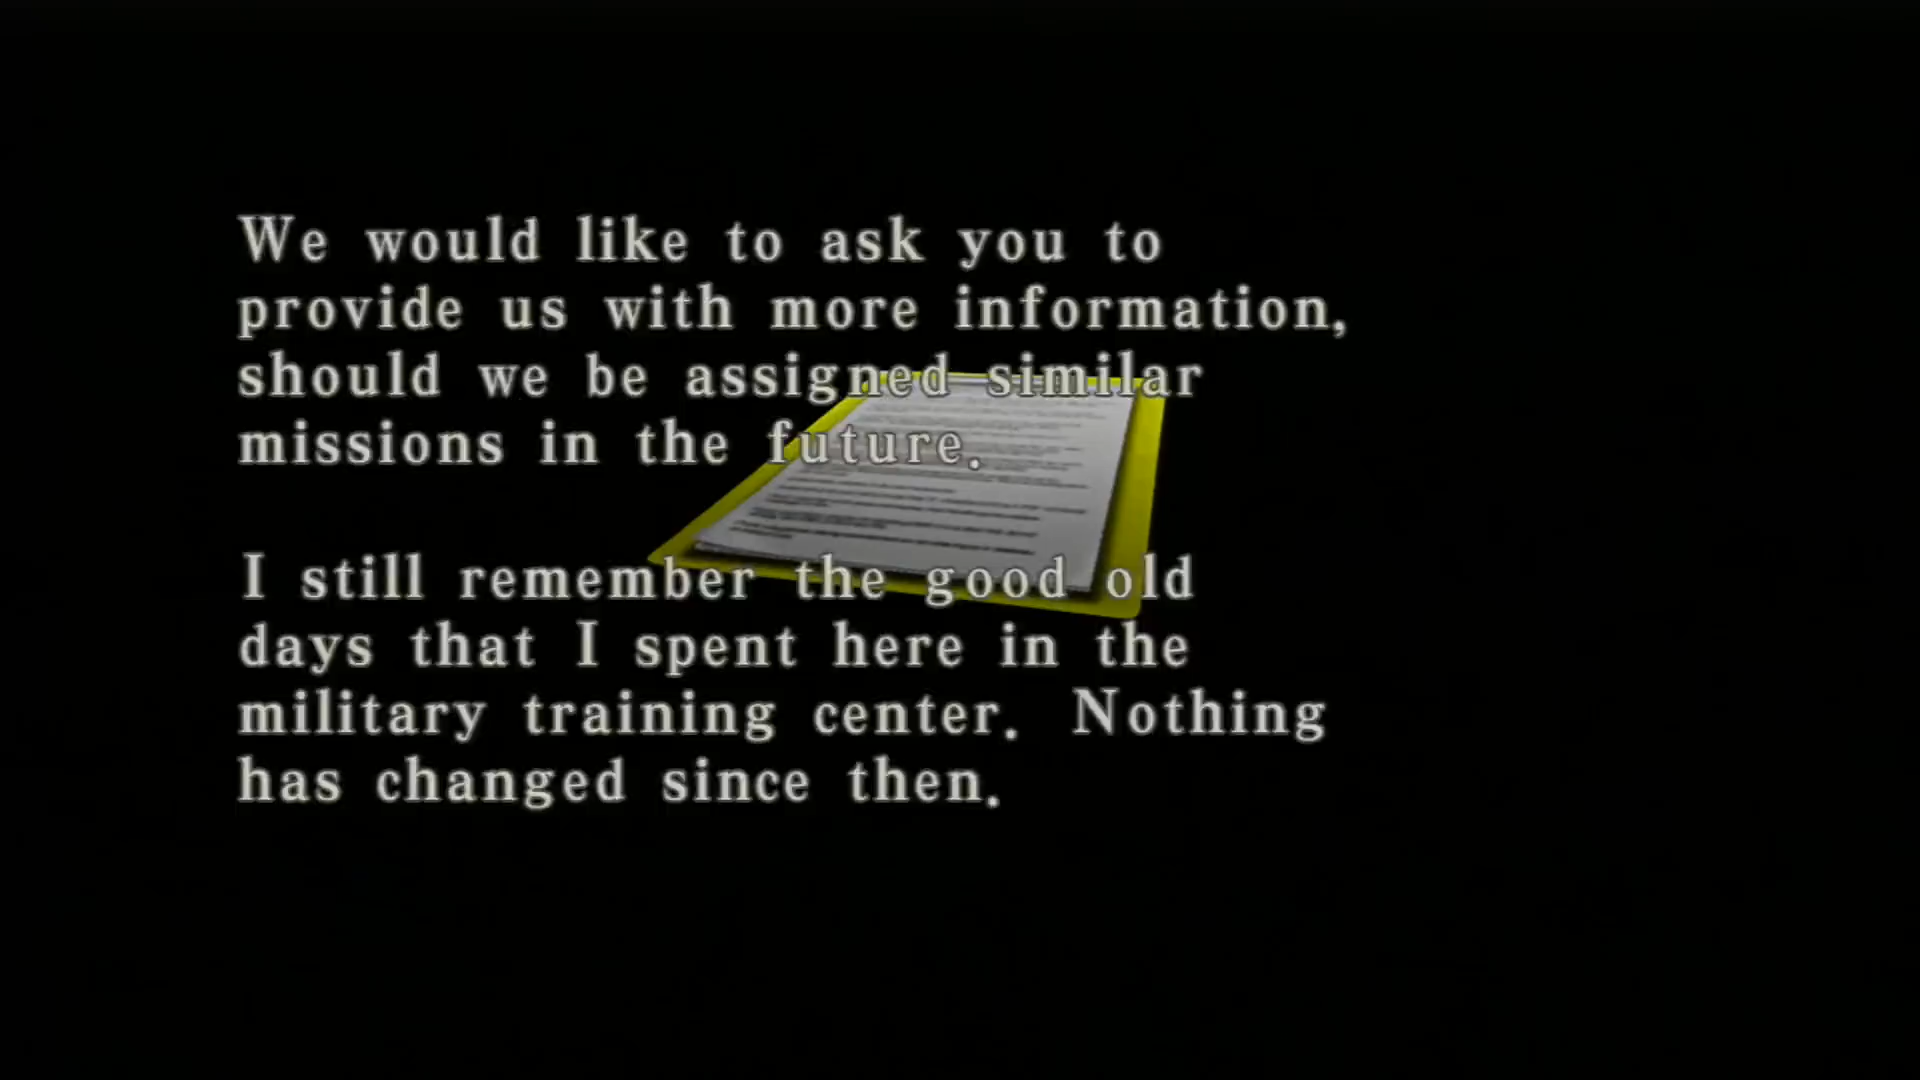 We would like to ask you to
provide us with more information,
should we be assigned similar
missions in the future.
I still remember the good old
days that I spent here in the
military training center. Nothing
has changed since then.